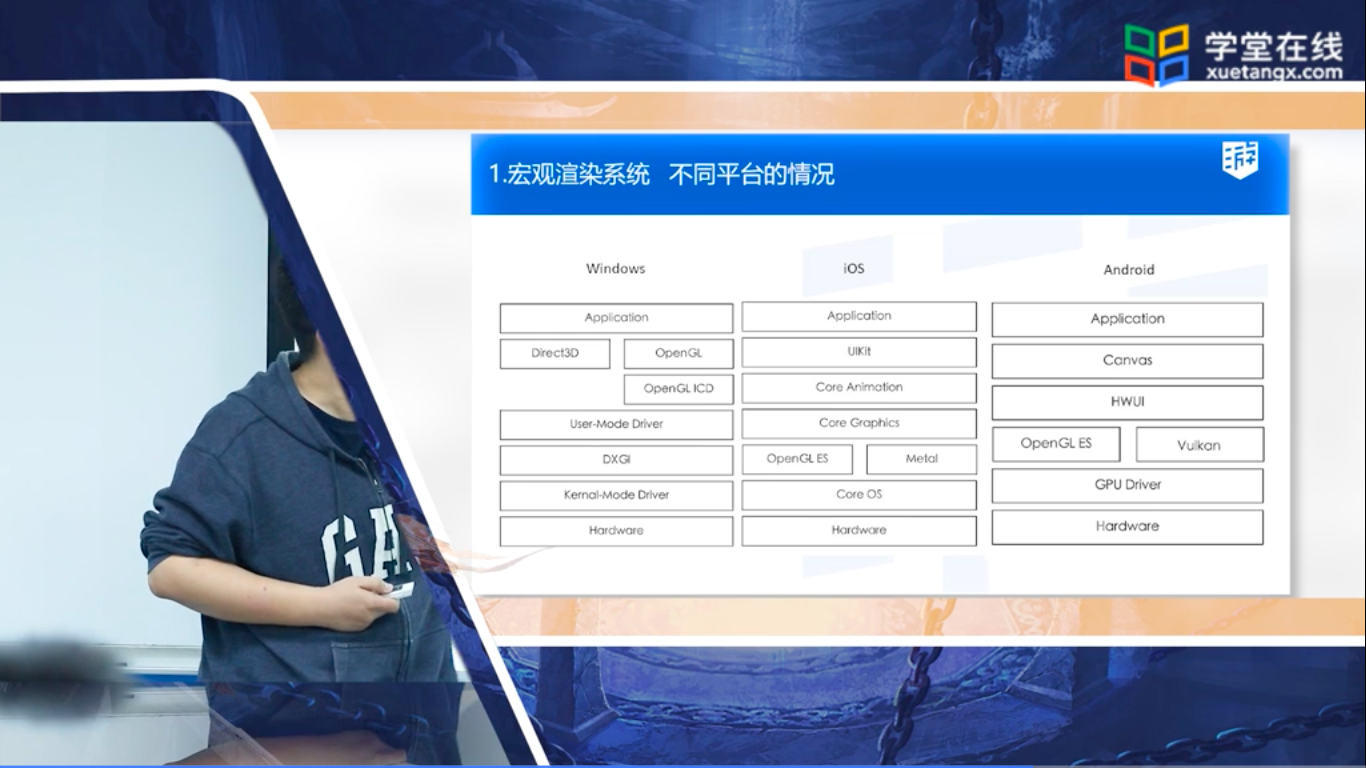 学堂在线
xuetangx.com
1.宏观渲染系统 不同平台的情况
Windows
Application
Direct3D OpenGL
OpenGL ICD
User-Mode Driver
DXGI
Kernal-Mode Driver
Hardware
iOS
Application
UIKit
Core Animation
Core Graphics
OpenGL ES Metal
Core OS
Hardware
Android
Application
Canvas
HWUI
OpenGL ES Vulkan
GPU Driver
Hardware